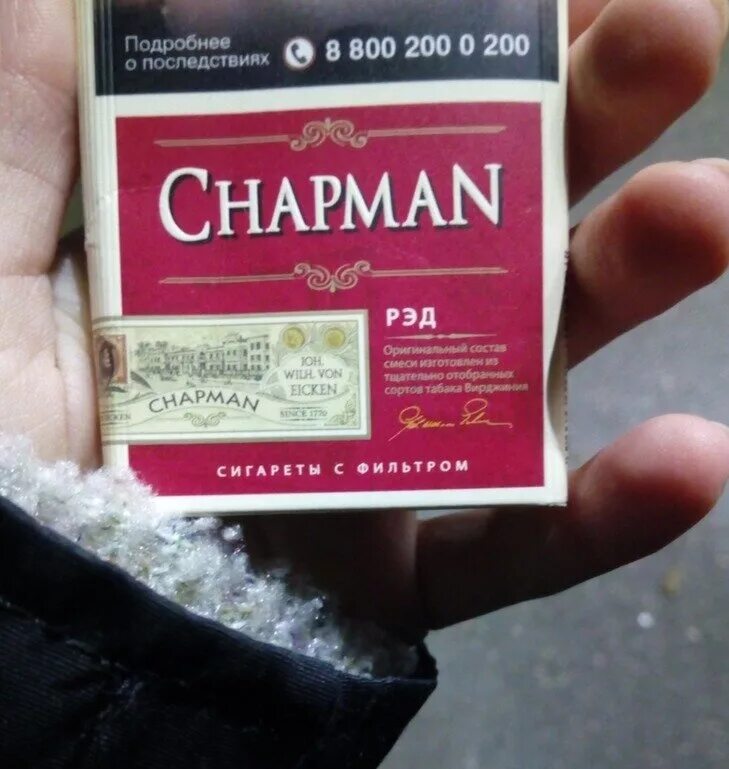 Подробнее
о последствиях
8 800 200 0 200
CHAPMAN
РЭД
Оригинальный состав
смеси изготовлен из
тщательно отобранных
сортов табака Вирджиния
JOH.
WILH. VON
EICKEN
CHAPMAN
SINCE 1770
СИГАРЕТЫ С ФИЛЬТРОМ